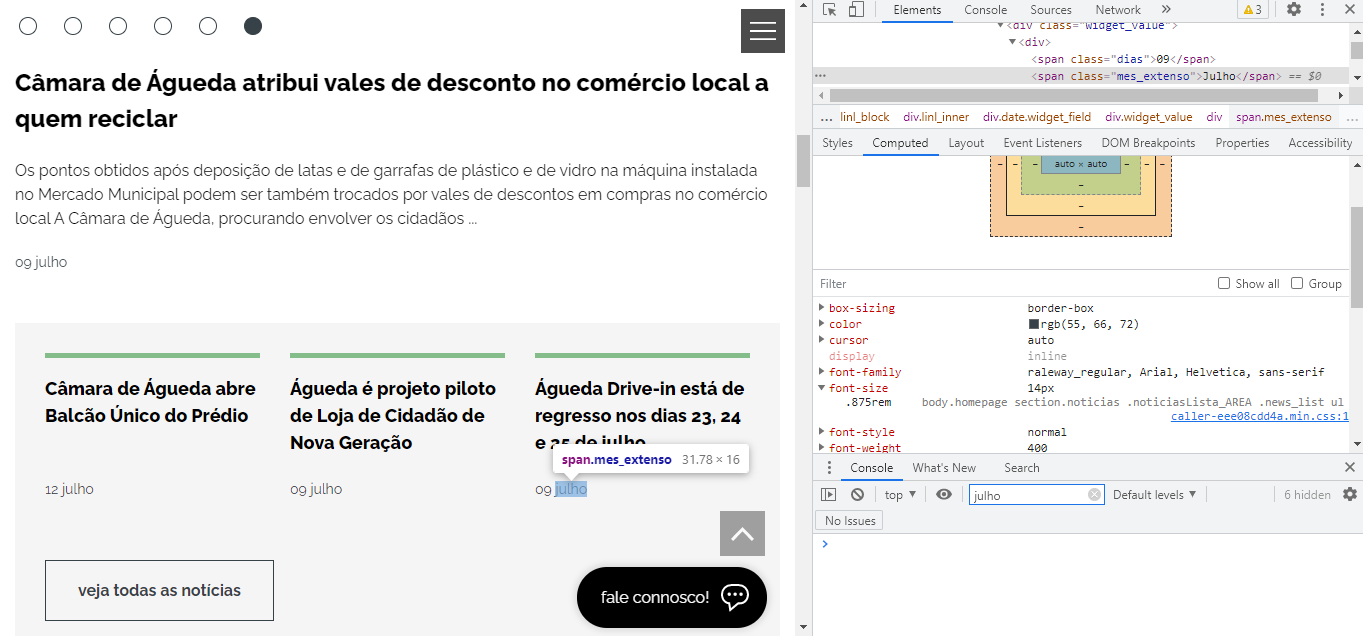 Câmara de Águeda atribui vales de desconto no comércio local a
quem reciclar
Os pontos obtidos após deposição de latas e de garrafas de plástico e de vidro na máquina instalada
no Mercado Municipal podem ser também trocados por vales de descontos em compras no comércio
local A Câmara de Águeda, procurando envolver os cidadãos ...
09 julho
Câmara de Águeda abre
Balcão Único do Prédio
12 julho
Águeda é projeto piloto
de Loja de Cidadão de
Nova Geração
09 julho
Águeda Drive-in está de
regresso nos dias 23, 24
e 25 de julho
span.mes_extenso 31.78 × 16
09 julho
veja todas as notícias
fale connosco!
Elements Console Sources Network » 3
<div class="widget_value">
<div>
<span class="dias">09</span>
... <span class="mes_extenso">Julho</span> == $0
... linl_block div.linl_inner div.date.widget_field div.widget_value div span.mes_extenso ...
Styles Computed Layout Event Listeners DOM Breakpoints Properties Accessibility
- - - auto × auto - - -
-
-
-
Filter Show all Group
box-sizing border-box
color rgb(55, 66, 72)
cursor auto
display inline
font-family raleway_regular, Arial, Helvetica, sans-serif
font-size 14px
.875rem body.homepage section.noticias .noticiasLista_AREA .news_list ul
caller-eee08cdd4a.min.css:1
font-style normal
font-weight 400
Console What's New Search
top julho Default levels 6 hidden
No Issues